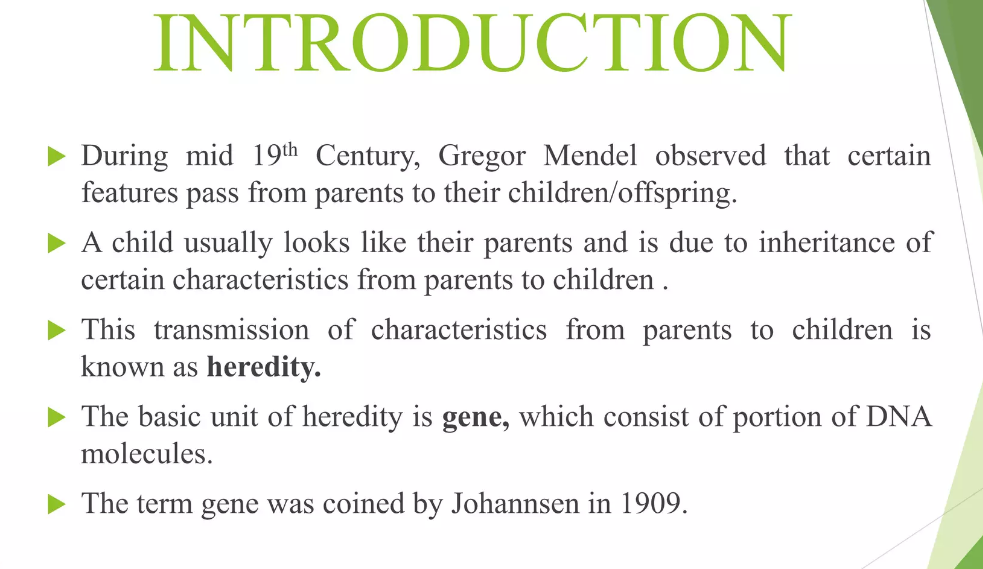 INTRODUCTION
During mid 19th Century, Gregor Mendel observed that certain
features pass from parents to their children/offspring.
A child usually looks like their parents and is due to inheritance of
certain characteristics from parents to children .
This transmission of characteristics from parents to children is
known as heredity.
The basic unit of heredity is gene, which consist of portion of DNA
molecules.
The term gene was coined by Johannsen in 1909.